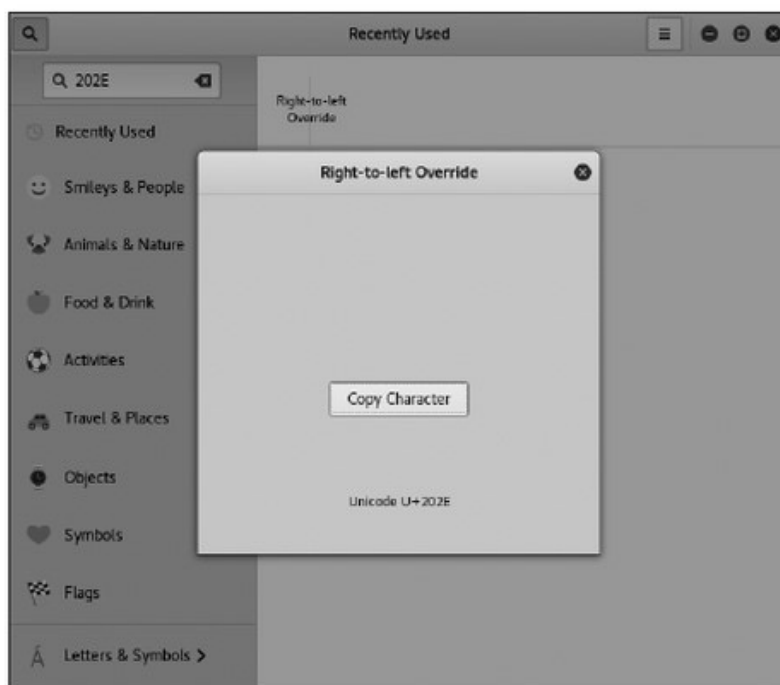 Recently Used
202E
Right-to-left
Override
Recently Used
Smileys & People
Animals & Nature
Food & Drink
Activities
Travel & Places
Objects
Symbols
Flags
Á Letters & Symbols
Right-to-left Override
Copy Character
Unicode U+202E